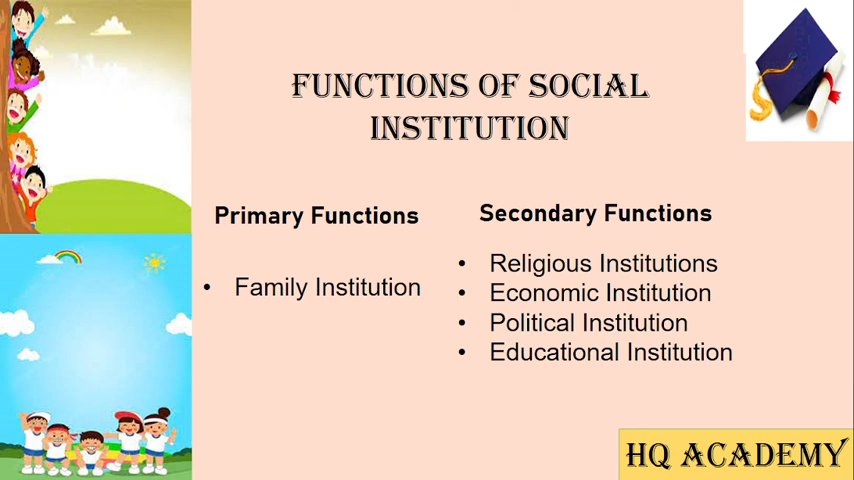 FUNCTIONS OF SOCIAL
INSTITUTION
Primary Functions
• Family Institution
Secondary Functions
• Religious Institutions
• Economic Institution
• Political Institution
• Educational Institution
HQ ACADEMY